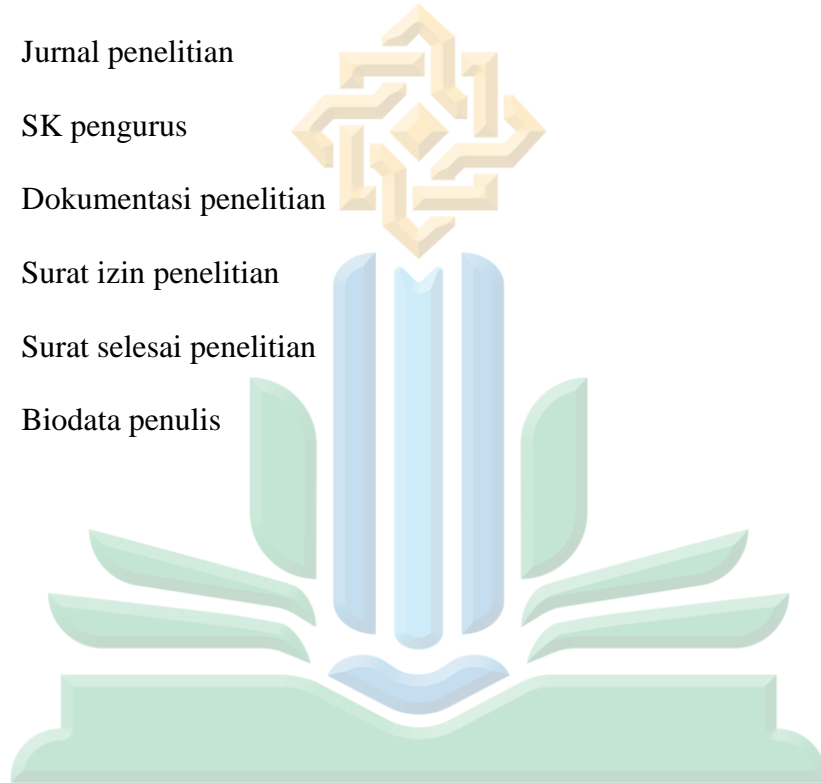 Jurnal penelitian
SK pengurus
Dokumentasi penelitian
Surat izin penelitian
Surat selesai penelitian
Biodata penulis